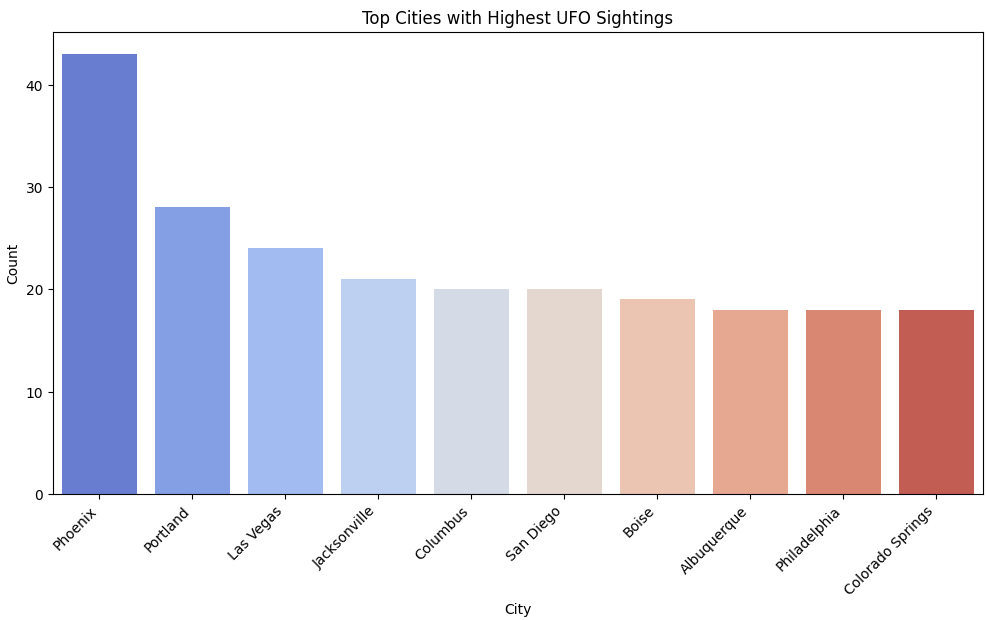 Top Cities with Highest UFO Sightings
Count
40
30
20
10
0
Phoenix
Portland
Las Vegas
Jacksonville
Columbus
San Diego
Boise
Albuquerque
Philadelphia
Colorado Springs
City